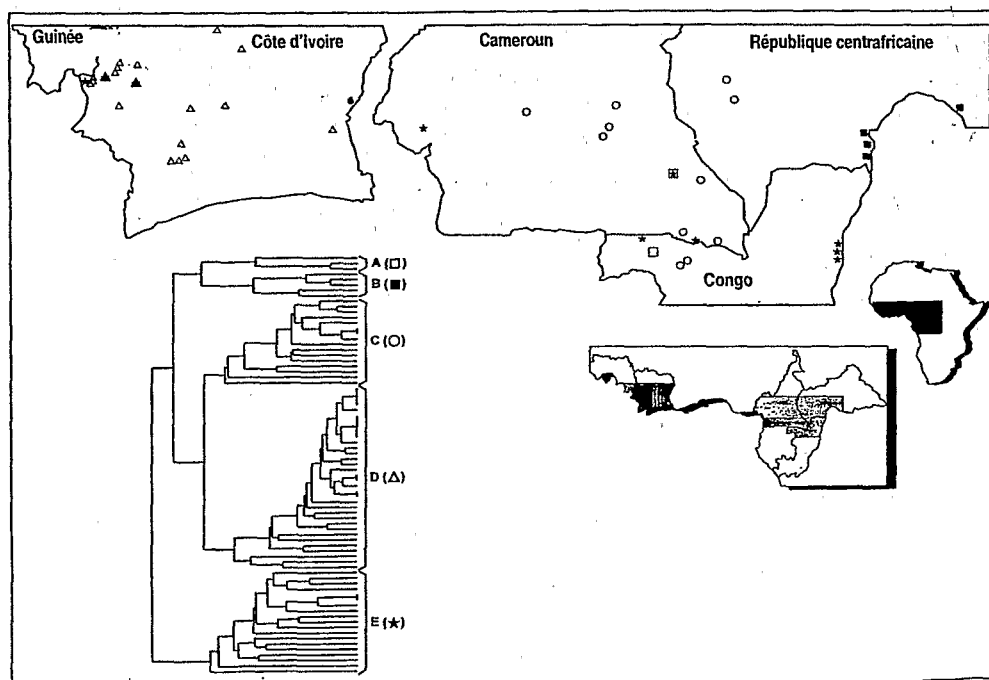 Guinée
Côte d'Ivoire
Cameroun
République centrafricaine
Congo
A (□)
B (■)
C (○)
D (△)
E (★)